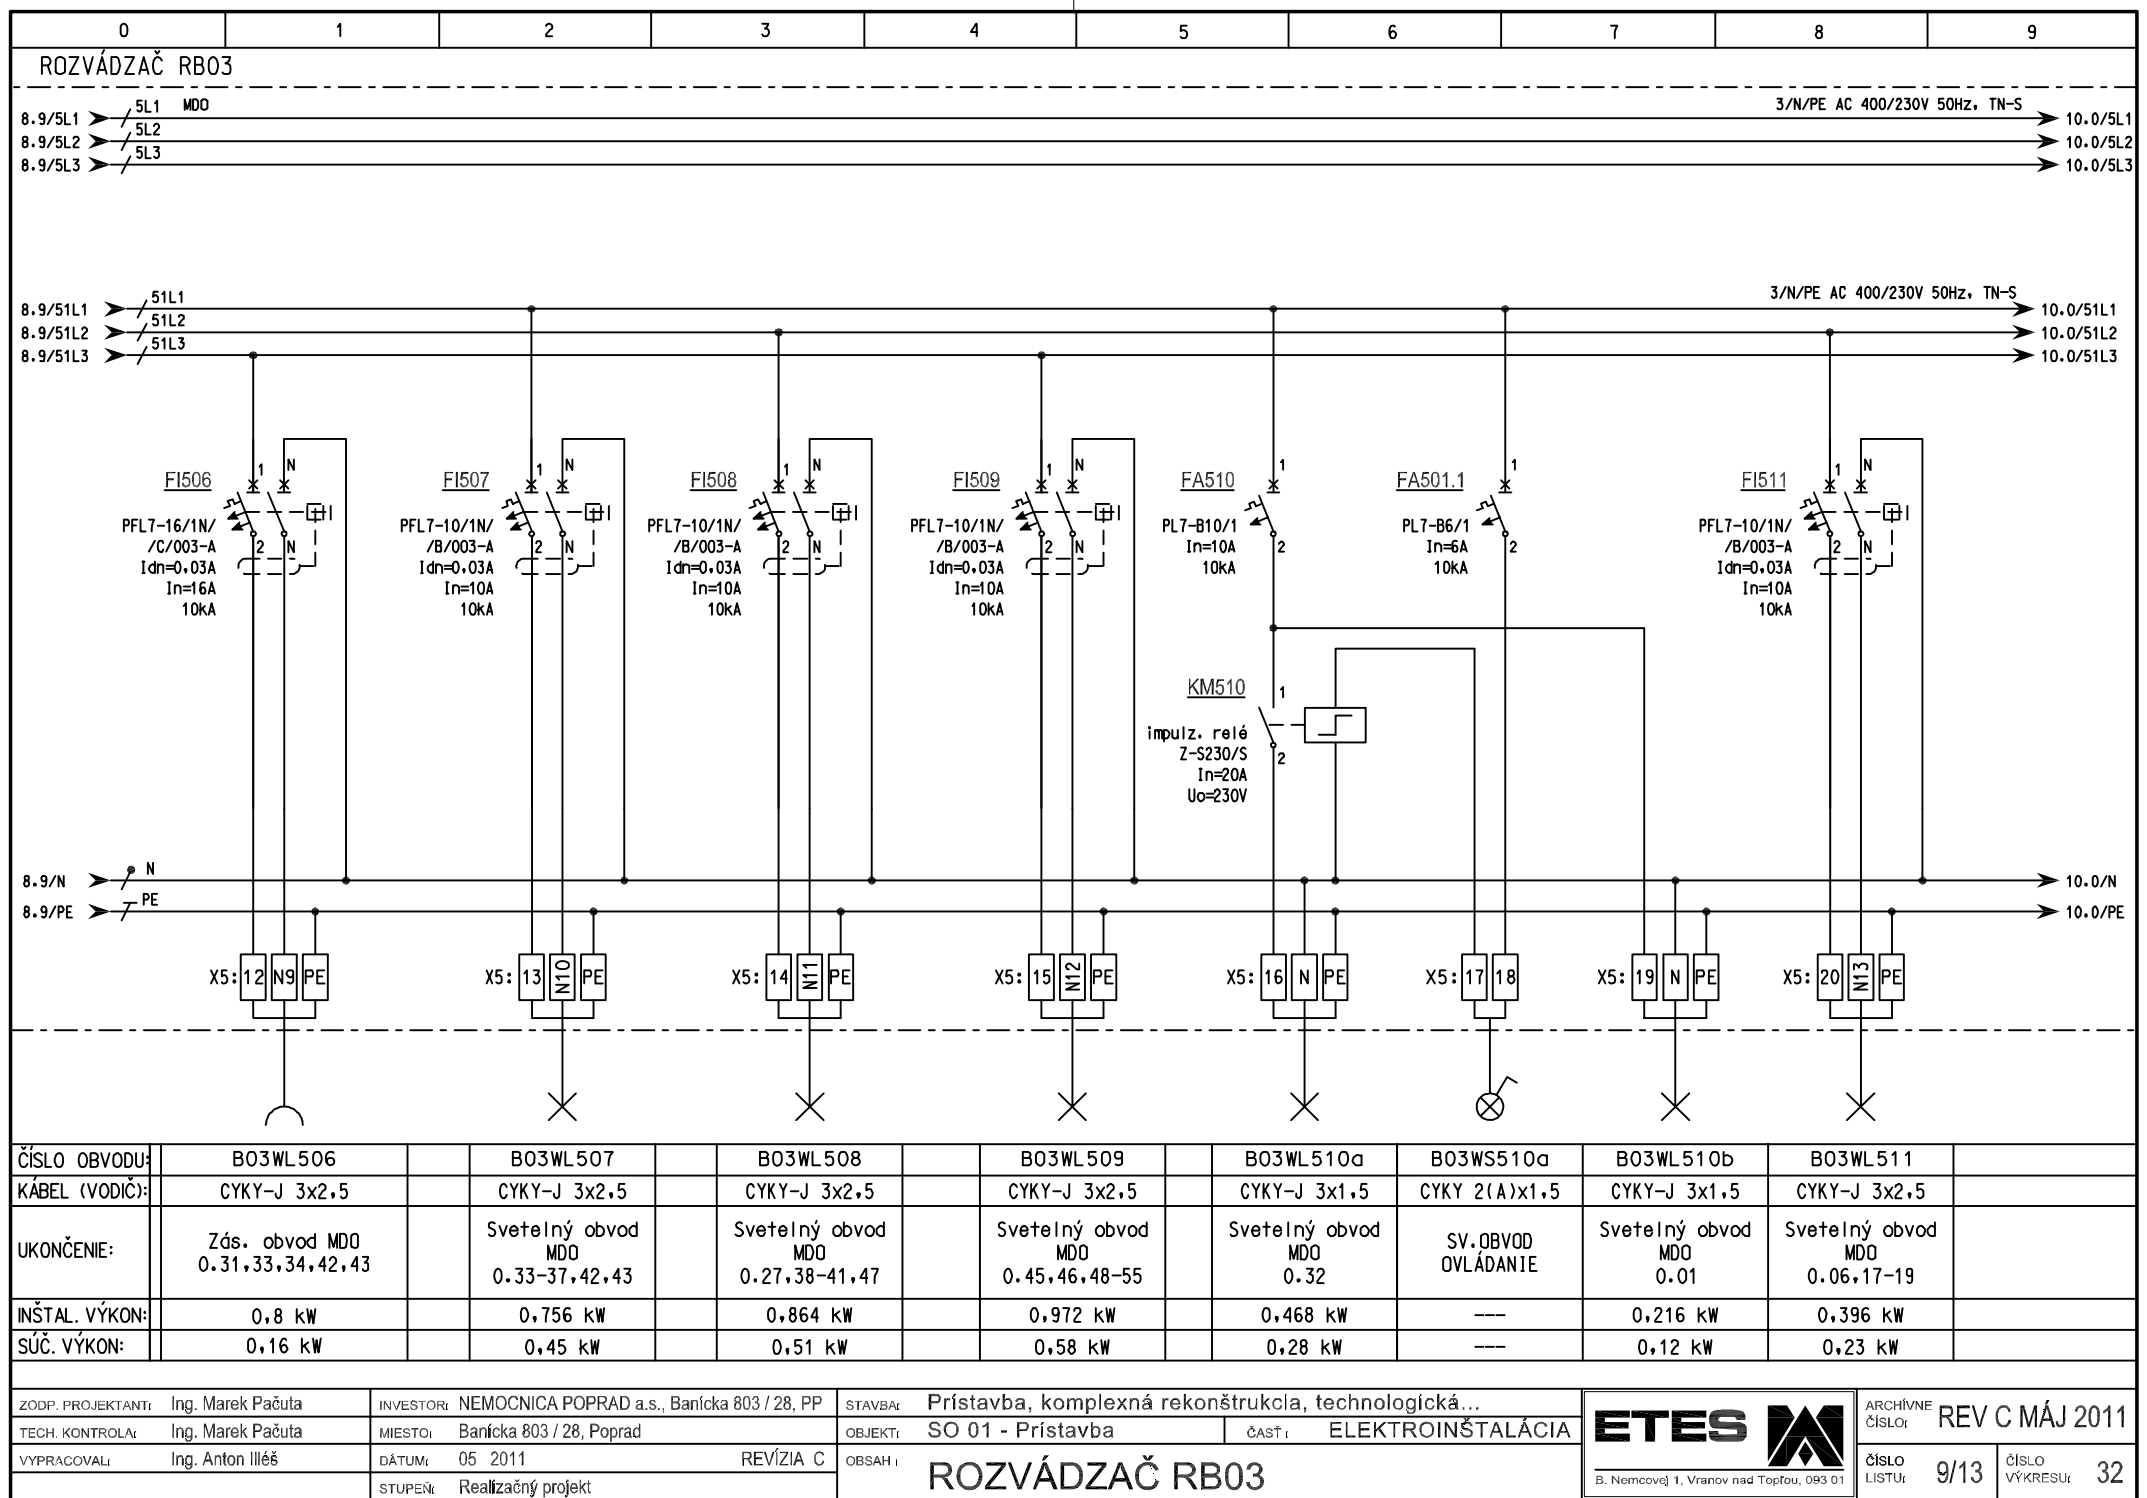 0 1 2 3 4 5 6 7 8 9
ROZVÁDZAČ RB03
8.9/5L1 5L1 MDO 3/N/PE AC 400/230V 50Hz, TN-S 10.0/5L1
8.9/5L2 5L2 10.0/5L2
8.9/5L3 5L3 10.0/5L3
8.9/51L1 51L1 3/N/PE AC 400/230V 50Hz, TN-S 10.0/51L1
8.9/51L2 51L2 10.0/51L2
8.9/51L3 51L3 10.0/51L3
FI506 1 N
PFL7-16/1N/
/C/003-A 2 N
Idn=0,03A
In=16A
10kA
FI507 1 N
PFL7-10/1N/
/B/003-A 2 N
Idn=0,03A
In=10A
10kA
FI508 1 N
PFL7-10/1N/
/B/003-A 2 N
Idn=0,03A
In=10A
10kA
FI509 1 N
PFL7-10/1N/
/B/003-A 2 N
Idn=0,03A
In=10A
10kA
FA510 1
PL7-B10/1
In=10A 2
10kA
FA501.1 1
PL7-B6/1
In=6A 2
10kA
FI511 1 N
PFL7-10/1N/
/B/003-A 2 N
Idn=0,03A
In=10A
10kA
KM510 1
impulz. relé
Z-S230/S 2
In=20A
Uo=230V
8.9/N N 10.0/N
8.9/PE PE 10.0/PE
X5: 12 N9 PE X5: 13 N10 PE X5: 14 N11 PE X5: 15 N12 PE X5: 16 N PE X5: 17 18 X5: 19 N PE X5: 20 N13 PE
ČÍSLO OBVODU: B03WL506 B03WL507 B03WL508 B03WL509 B03WL510a B03WS510a B03WL510b B03WL511
KÁBEL (VODIČ): CYKY-J 3x2,5 CYKY-J 3x2,5 CYKY-J 3x2,5 CYKY-J 3x2,5 CYKY-J 3x1,5 CYKY 2(A)x1,5 CYKY-J 3x1,5 CYKY-J 3x2,5
UKONČENIE:
Zás. obvod MDO
0.31,33,34,42,43
Svetelný obvod
MDO
0.33-37,42,43
Svetelný obvod
MDO
0.27,38-41,47
Svetelný obvod
MDO
0.45,46,48-55
Svetelný obvod
MDO
0.32
SV.OBVOD
OVLÁDANIE
Svetelný obvod
MDO
0.01
Svetelný obvod
MDO
0.06,17-19
INŠTAL. VÝKON: 0,8 kW 0,756 kW 0,864 kW 0,972 kW 0,468 kW --- 0,216 kW 0,396 kW
SÚČ. VÝKON: 0,16 kW 0,45 kW 0,51 kW 0,58 kW 0,28 kW --- 0,12 kW 0,23 kW
ZODP. PROJEKTANT: Ing. Marek Pačuta
TECH. KONTROLA: Ing. Marek Pačuta
VYPRACOVAL: Ing. Anton Illéš
INVESTOR: NEMOCNICA POPRAD a.s., Banícka 803 / 28, PP
MIESTO: Banícka 803 / 28, Poprad
DÁTUM: 05 2011 REVÍZIA C
STUPEŇ: Realizačný projekt
STAVBA: Prístavba, komplexná rekonštrukcia, technologická...
OBJEKT: SO 01 - Prístavba ČASŤ: ELEKTROINŠTALÁCIA
OBSAH: ROZVÁDZAČ RB03
ETES
B. Nemcovej 1, Vranov nad Topľou, 093 01
ARCHÍVNE ČÍSLO: REV C MÁJ 2011
ČÍSLO LISTU: 9/13 ČÍSLO VÝKRESU: 32